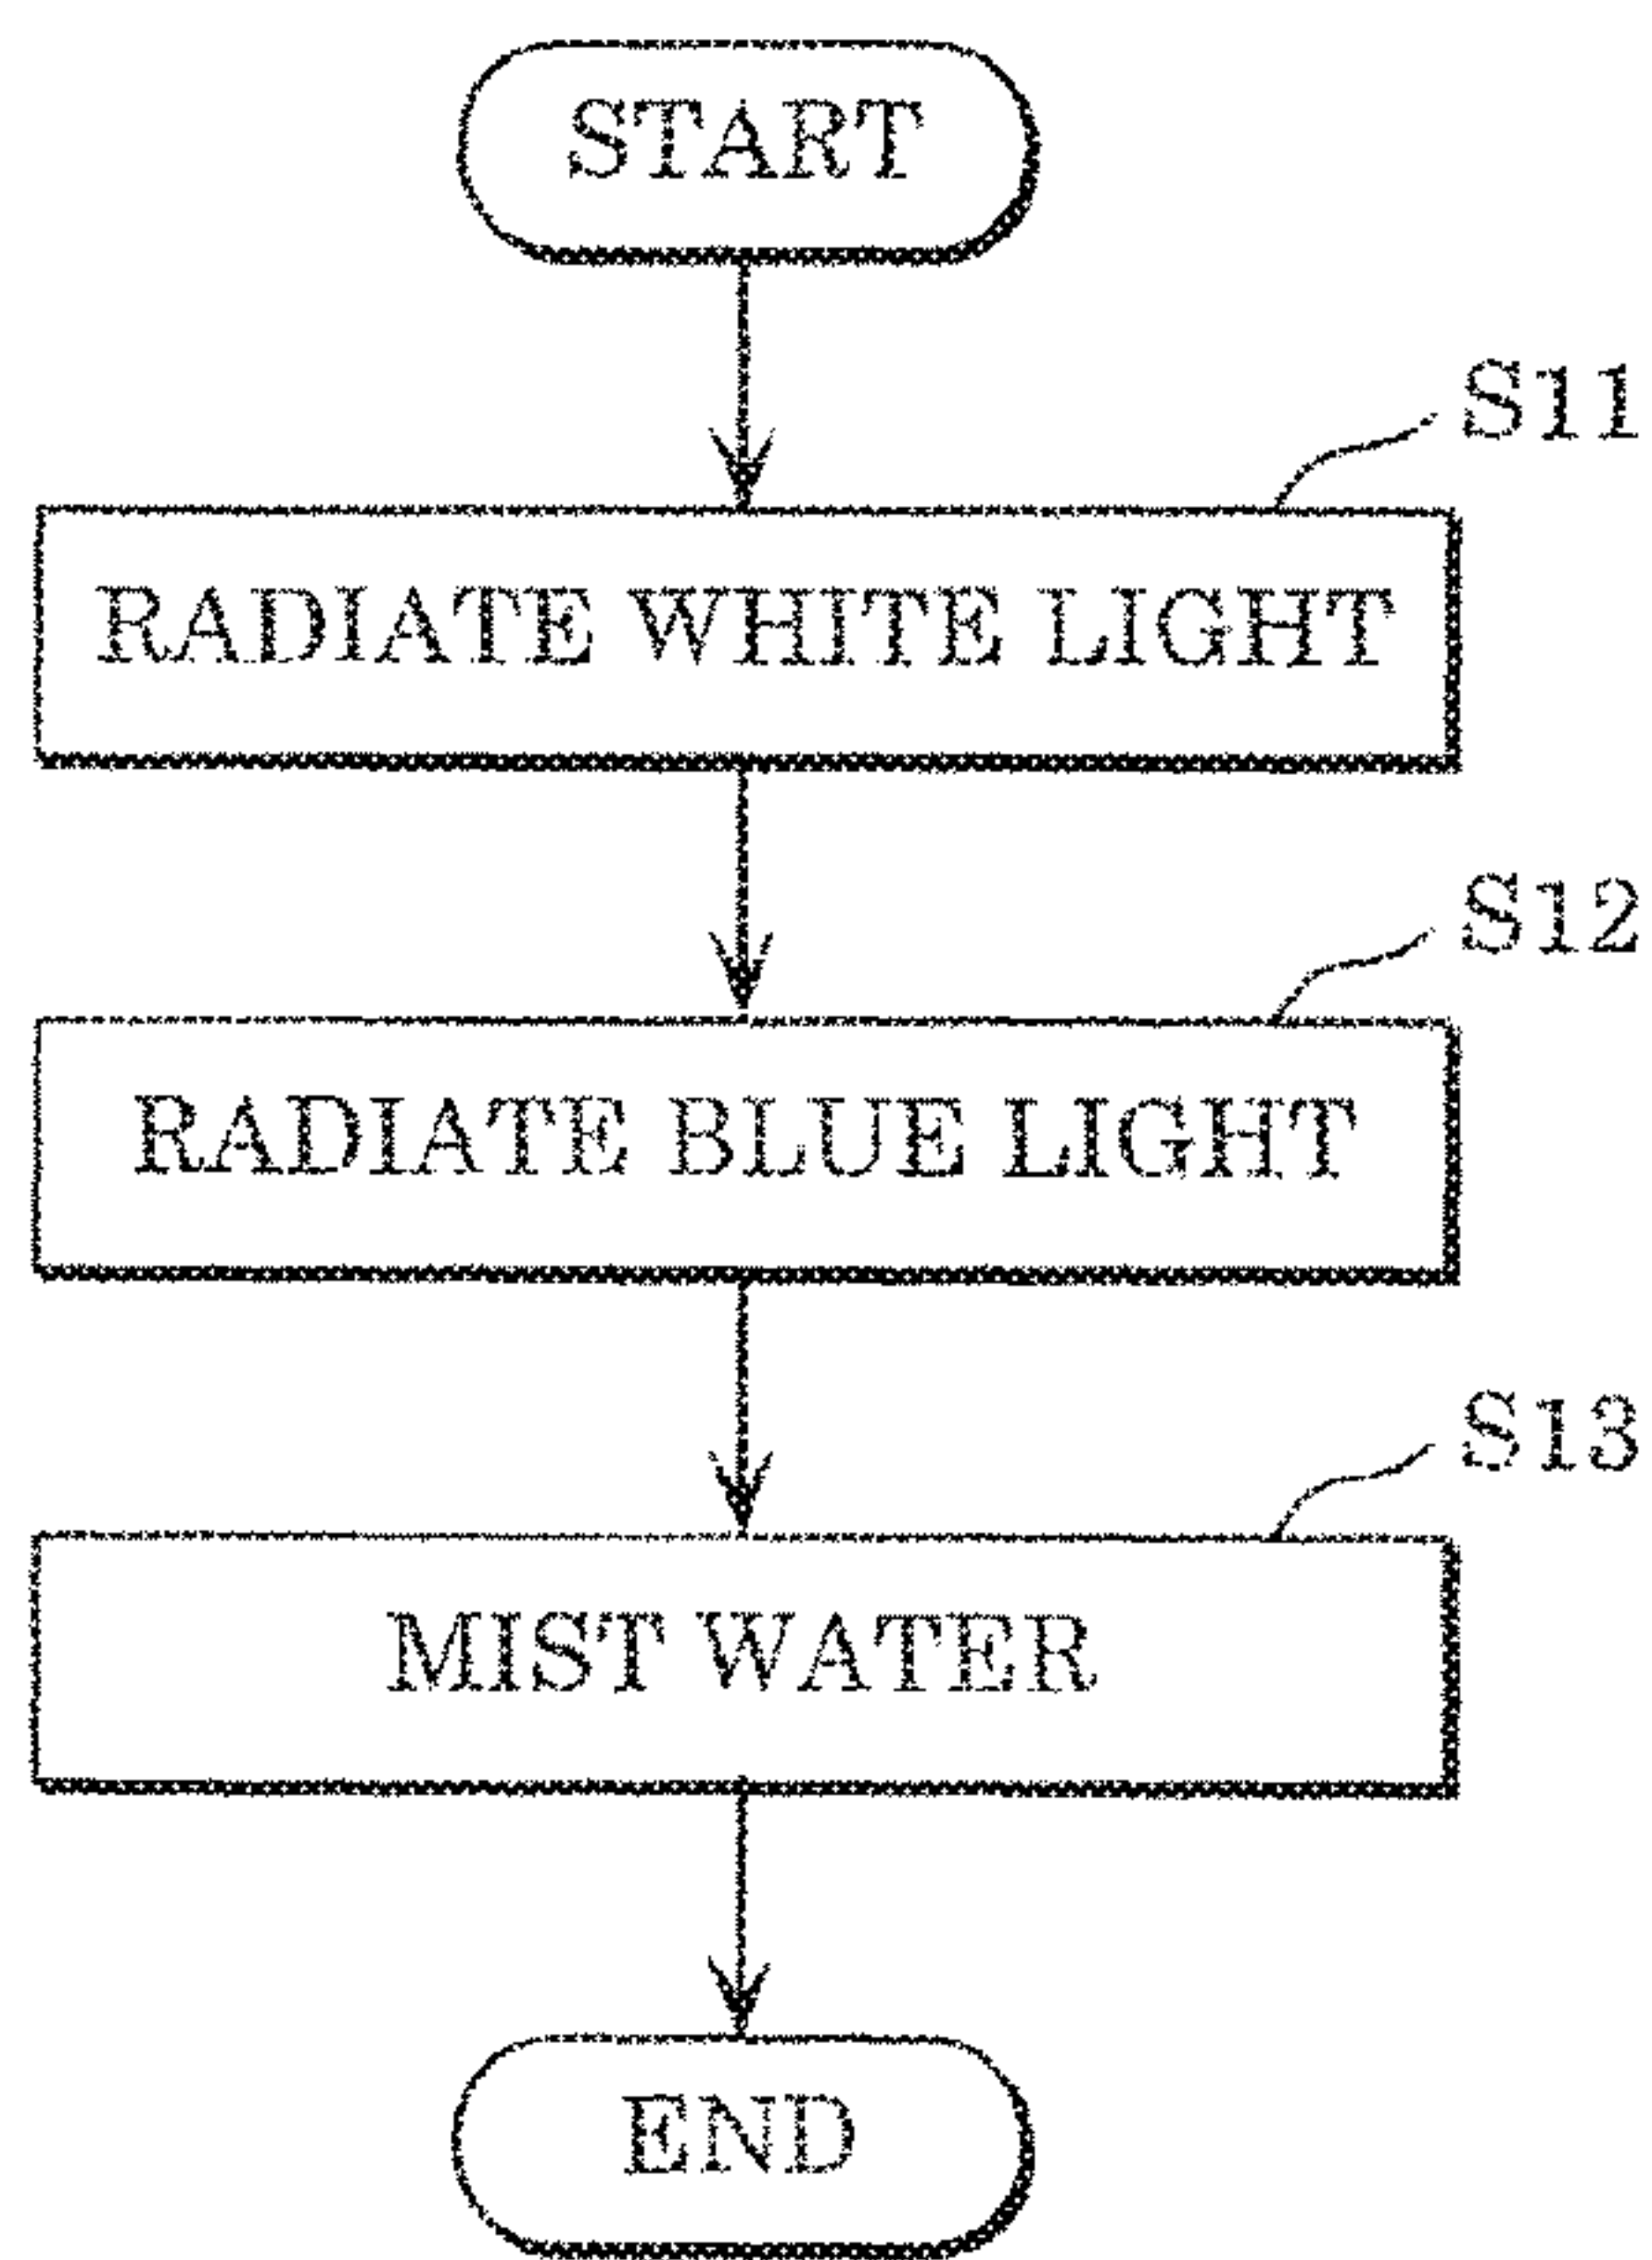 START
S11
RADIATE WHITE LIGHT
S12
RADIATE BLUE LIGHT
S13
MIST WATER
END